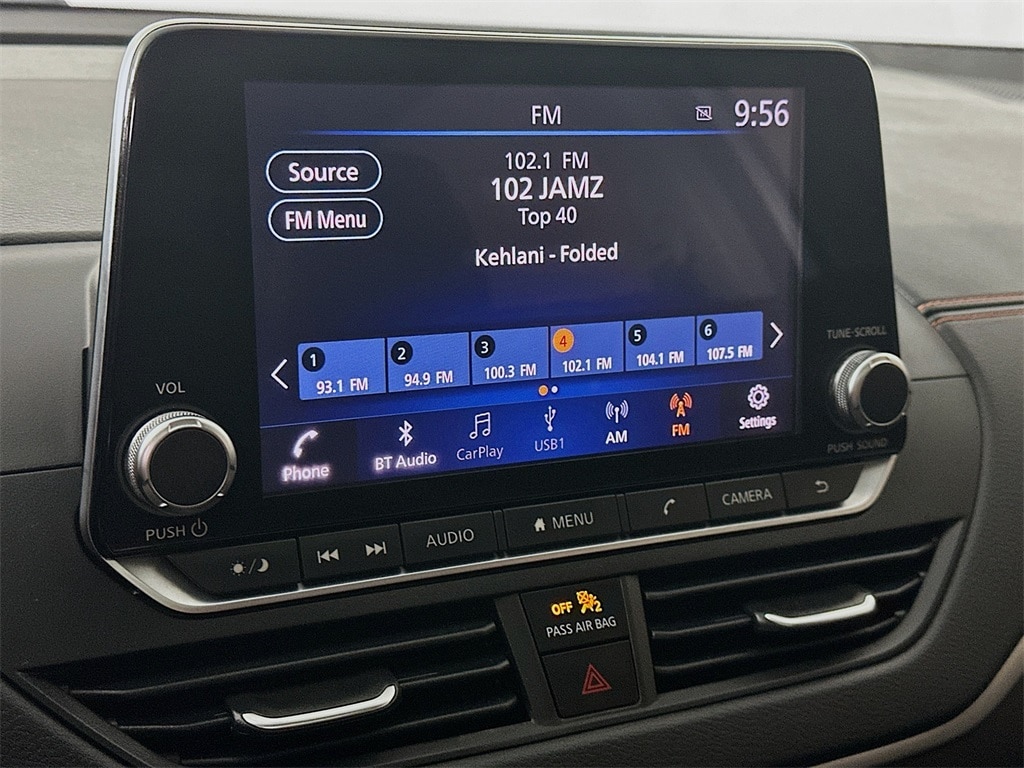 FM
9:56
Source
102.1 FM
102 JAMZ
FM Menu
Top 40
Kehlani - Folded
1
93.1 FM
2
94.9 FM
3
100.3 FM
4
102.1 FM
5
104.1 FM
6
107.5 FM
Phone
BT Audio
CarPlay
USB1
AM
FM
Settings
VOL
PUSH
TUNE·SCROLL
PUSH SOUND
AUDIO
MENU
CAMERA
OFF
2
PASS AIR BAG